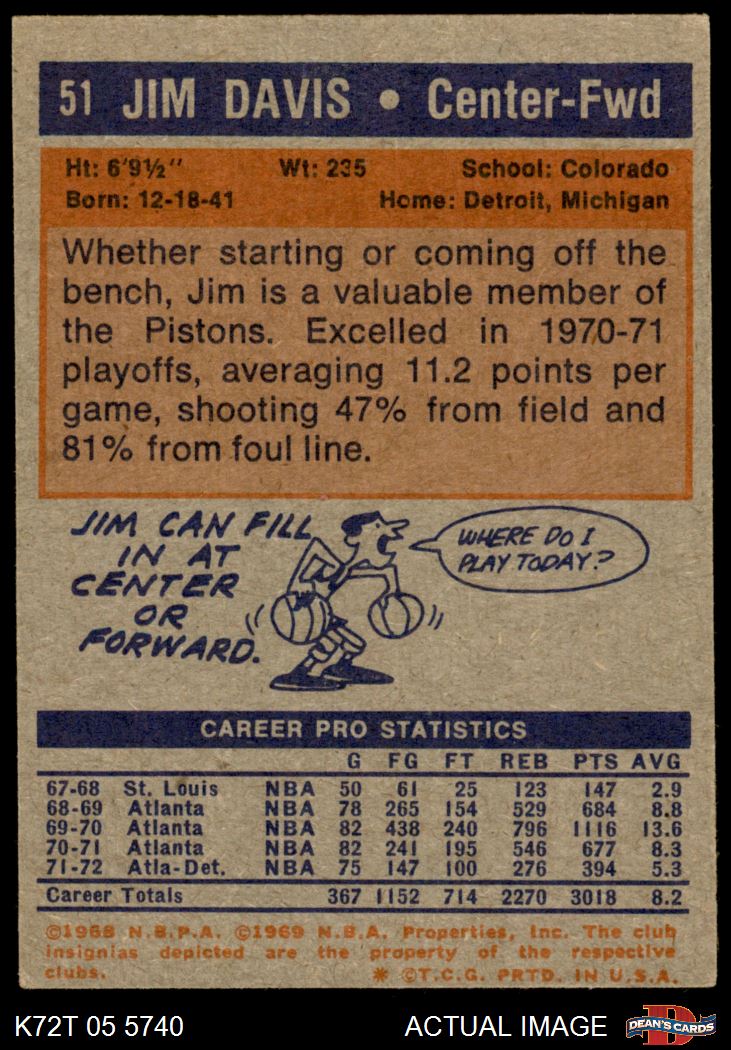 51 JIM DAVIS • Center-Fwd
Ht: 6'9½" Wt: 235 School: Colorado
Born: 12-18-41 Home: Detroit, Michigan
Whether starting or coming off the
bench, Jim is a valuable member of
the Pistons. Excelled in 1970-71
playoffs, averaging 11.2 points per
game, shooting 47% from field and
81% from foul line.
JIM CAN FILL
IN AT
CENTER
OR
FORWARD.
WHERE DO I
PLAY TODAY?
CAREER PRO STATISTICS
G FG FT REB PTS AVG
67-68 St. Louis NBA 50 61 25 123 147 2.9
68-69 Atlanta NBA 78 265 154 529 684 8.8
69-70 Atlanta NBA 82 438 240 796 1116 13.6
70-71 Atlanta NBA 82 241 195 546 677 8.3
71-72 Atla-Det. NBA 75 147 100 276 394 5.3
Career Totals 367 1152 714 2270 3018 8.2
©1968 N.B.P.A. ©1969 N.B.A. Properties, Inc. The club
insignias depicted are the property of the respective
clubs. * ©T.C.G. PRTD. IN U.S.A.
K72T 05 5740 ACTUAL IMAGE D DEAN'S CARDS